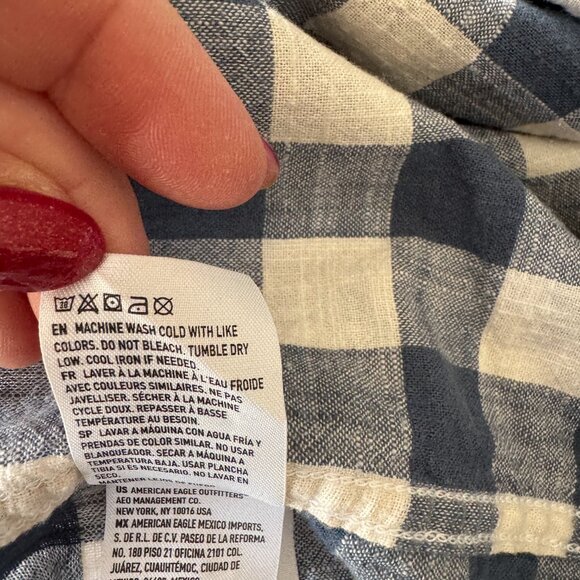 30
EN MACHINE WASH COLD WITH LIKE
COLORS. DO NOT BLEACH. TUMBLE DRY
LOW. COOL IRON IF NEEDED.
FR LAVER À LA MACHINE À L'EAU FROIDE
AVEC COULEURS SIMILAIRES. NE PAS
JAVELLISER. SÉCHER À LA MACHINE
CYCLE DOUX. REPASSER À BASSE
TEMPÉRATURE AU BESOIN.
SP LAVAR A MÁQUINA CON AGUA FRÍA Y
PRENDAS DE COLOR SIMILAR. NO USAR
BLANQUEADOR. SECAR A MÁQUINA A
TEMPERATURA BAJA. USAR PLANCHA
TIBIA SI ES NECESARIO. NO LAVAR EN
SECO.
MANTENER LEJOS DE
US AMERICAN EAGLE OUTFITTERS
AEO MANAGEMENT CO.
NEW YORK, NY 10016 USA
MX AMERICAN EAGLE MEXICO IMPORTS,
S. DE R.L. DE C.V. PASEO DE LA REFORMA
NO. 180 PISO 21 OFICINA 2101 COL.
JUÁREZ, CUAUHTÉMOC, CIUDAD DE